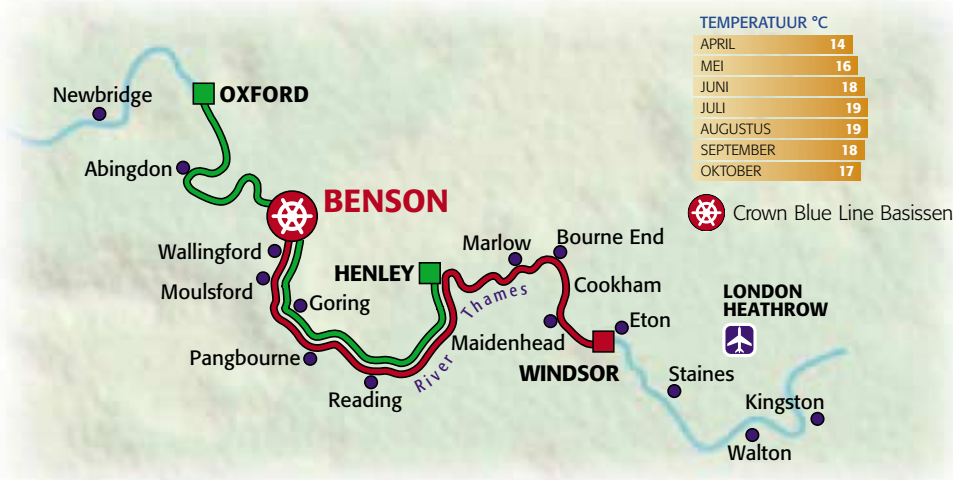 TEMPERATUUR °C
APRIL 14
MEI 16
JUNI 18
JULI 19
AUGUSTUS 19
SEPTEMBER 18
OKTOBER 17
Crown Blue Line Basissen
Newbridge
OXFORD
Abingdon
BENSON
Wallingford
Moulsford
Goring
Pangbourne
Reading
HENLEY
Marlow
Bourne End
Cookham
River Thames
Maidenhead
Eton
WINDSOR
LONDON
HEATHROW
Staines
Kingston
Walton